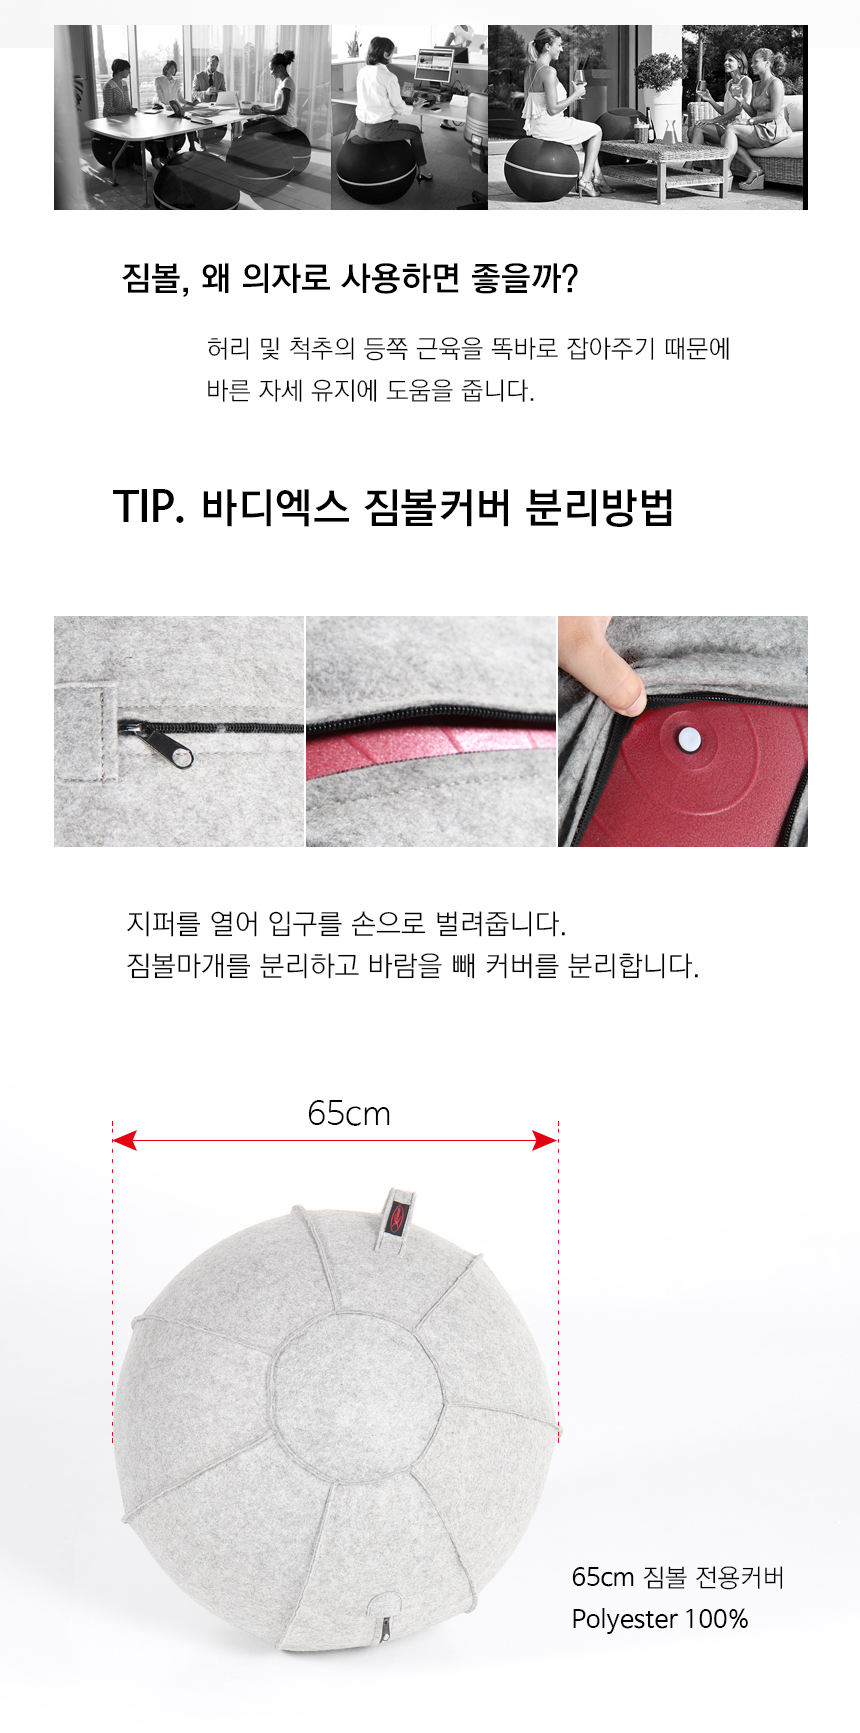 짐볼, 왜 의자로 사용하면 좋을까?
허리 및 척추의 등쪽 근육을 똑바로 잡아주기 때문에
바른 자세 유지에 도움을 줍니다.
TIP. 바디엑스 짐볼커버 분리방법
지퍼를 열어 입구를 손으로 벌려줍니다.
짐볼마개를 분리하고 바람을 빼 커버를 분리합니다.
65cm
65cm 짐볼 전용커버
Polyester 100%